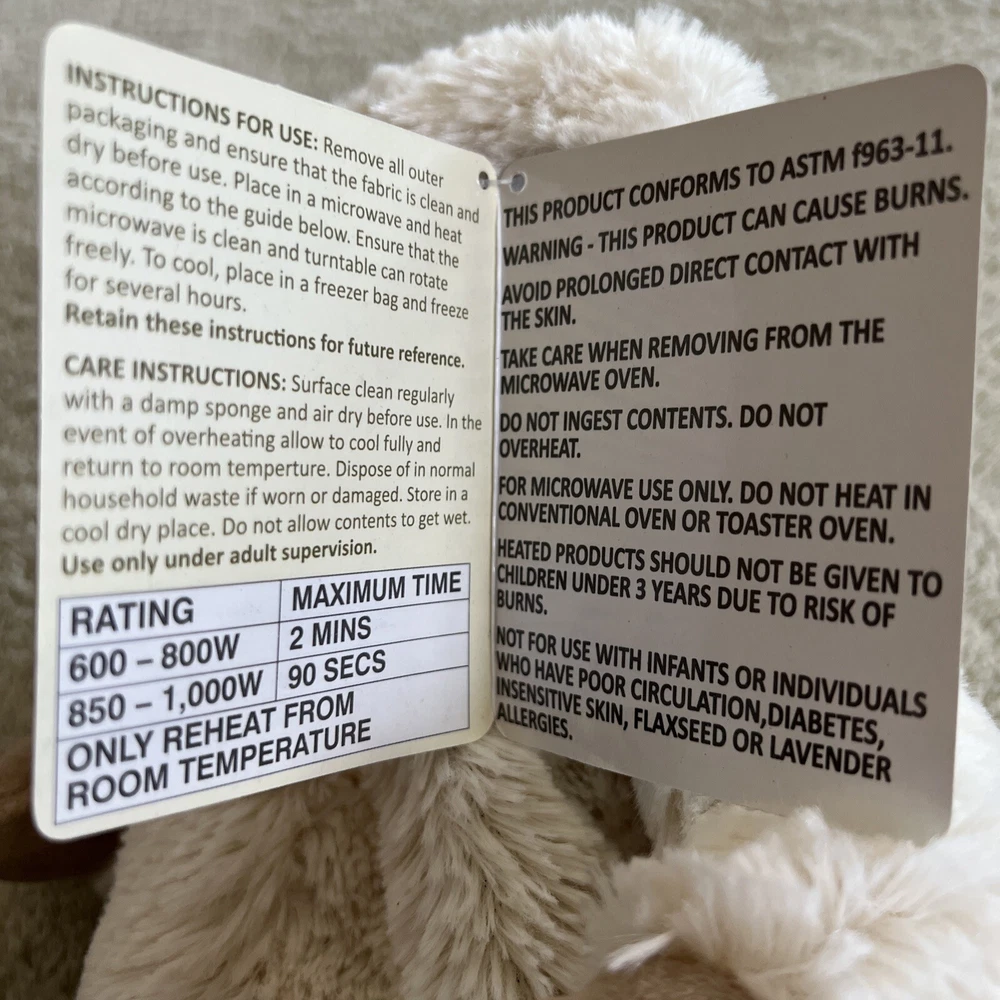 INSTRUCTIONS FOR USE: Remove all outer
packaging and ensure that the fabric is clean and
dry before use. Place in a microwave and heat
according to the guide below. Ensure that the
microwave is clean and turntable can rotate
freely. To cool, place in a freezer bag and freeze
for several hours.
Retain these instructions for future reference.
CARE INSTRUCTIONS: Surface clean regularly
with a damp sponge and air dry before use. In the
event of overheating allow to cool fully and
return to room temperture. Dispose of in normal
household waste if worn or damaged. Store in a
cool dry place. Do not allow contents to get wet.
Use only under adult supervision.
RATING MAXIMUM TIME
600 – 800W 2 MINS
850 – 1,000W 90 SECS
ONLY REHEAT FROM
ROOM TEMPERATURE
THIS PRODUCT CONFORMS TO ASTM f963-11.
WARNING - THIS PRODUCT CAN CAUSE BURNS.
AVOID PROLONGED DIRECT CONTACT WITH
THE SKIN.
TAKE CARE WHEN REMOVING FROM THE
MICROWAVE OVEN.
DO NOT INGEST CONTENTS. DO NOT
OVERHEAT.
FOR MICROWAVE USE ONLY. DO NOT HEAT IN
CONVENTIONAL OVEN OR TOASTER OVEN.
HEATED PRODUCTS SHOULD NOT BE GIVEN TO
CHILDREN UNDER 3 YEARS DUE TO RISK OF
BURNS.
NOT FOR USE WITH INFANTS OR INDIVIDUALS
WHO HAVE POOR CIRCULATION,DIABETES,
INSENSITIVE SKIN, FLAXSEED OR LAVENDER
ALLERGIES.